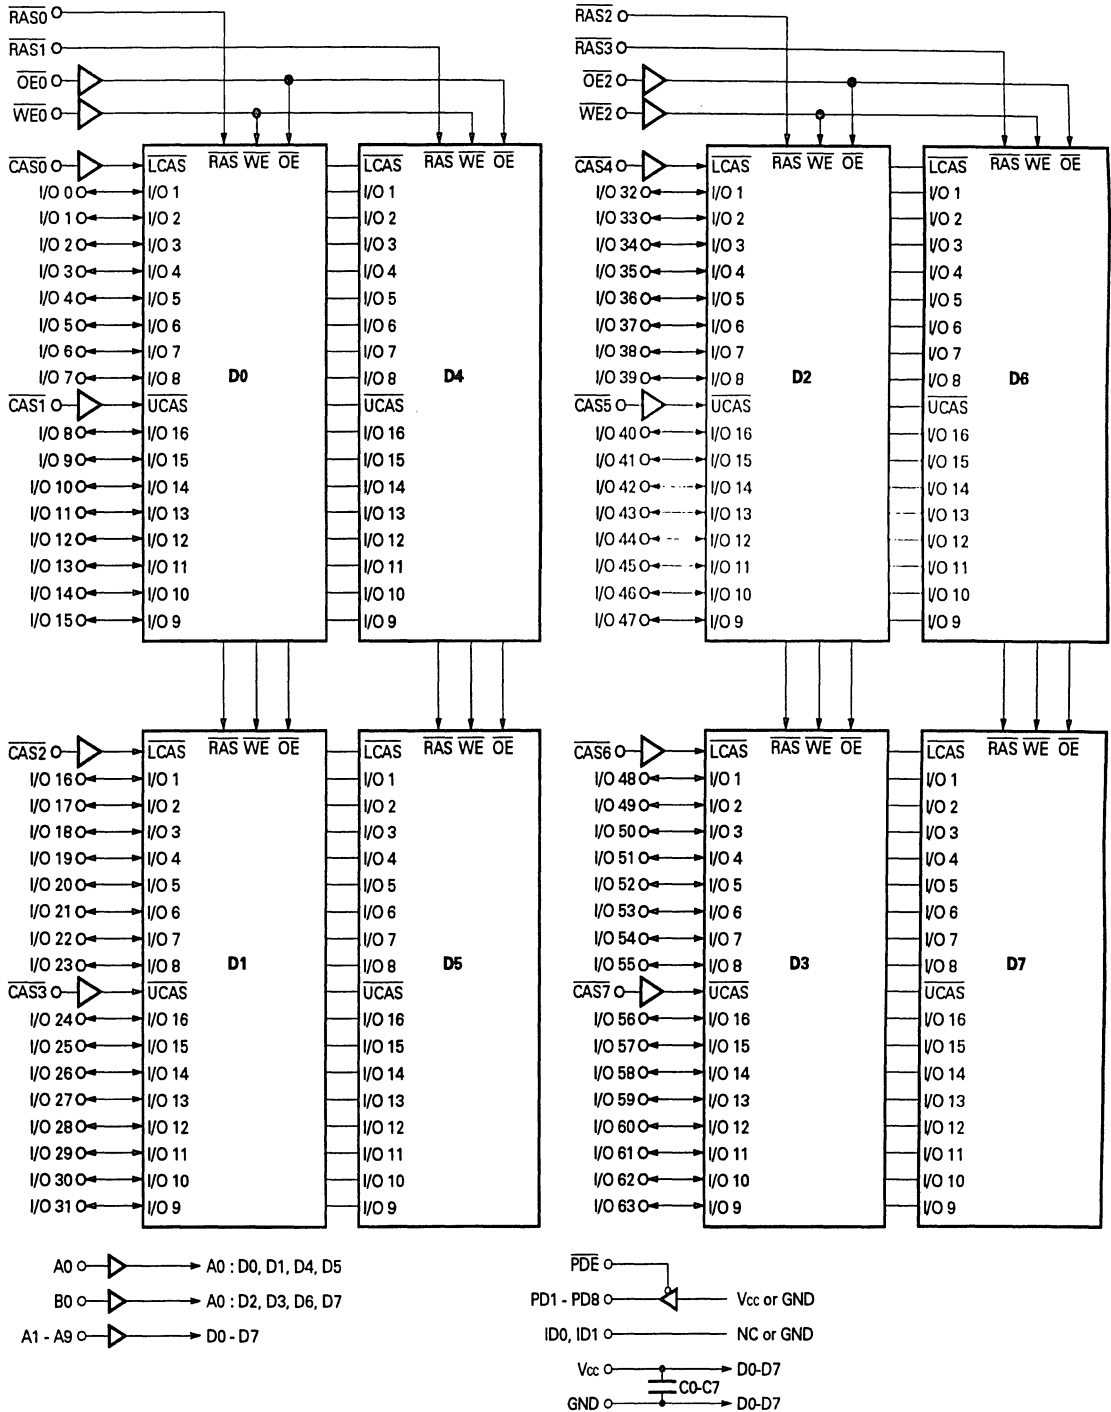 RAS0
RAS1
OE0
WE0
CAS0 LCAS RAS WE OE LCAS RAS WE OE
I/O 0 I/O 1 I/O 1
I/O 1 I/O 2 I/O 2
I/O 2 I/O 3 I/O 3
I/O 3 I/O 4 I/O 4
I/O 4 I/O 5 I/O 5
I/O 5 I/O 6 I/O 6
I/O 6 I/O 7 I/O 7
I/O 7 I/O 8 D0 I/O 8 D4
CAS1 UCAS UCAS
I/O 8 I/O 16 I/O 16
I/O 9 I/O 15 I/O 15
I/O 10 I/O 14 I/O 14
I/O 11 I/O 13 I/O 13
I/O 12 I/O 12 I/O 12
I/O 13 I/O 11 I/O 11
I/O 14 I/O 10 I/O 10
I/O 15 I/O 9 I/O 9
RAS2
RAS3
OE2
WE2
CAS4 LCAS RAS WE OE LCAS RAS WE OE
I/O 32 I/O 1 I/O 1
I/O 33 I/O 2 I/O 2
I/O 34 I/O 3 I/O 3
I/O 35 I/O 4 I/O 4
I/O 36 I/O 5 I/O 5
I/O 37 I/O 6 I/O 6
I/O 38 I/O 7 I/O 7
I/O 39 I/O 8 D2 I/O 8 D6
CAS5 UCAS UCAS
I/O 40 I/O 16 I/O 16
I/O 41 I/O 15 I/O 15
I/O 42 I/O 14 I/O 14
I/O 43 I/O 13 I/O 13
I/O 44 I/O 12 I/O 12
I/O 45 I/O 11 I/O 11
I/O 46 I/O 10 I/O 10
I/O 47 I/O 9 I/O 9
CAS2 LCAS RAS WE OE LCAS RAS WE OE
I/O 16 I/O 1 I/O 1
I/O 17 I/O 2 I/O 2
I/O 18 I/O 3 I/O 3
I/O 19 I/O 4 I/O 4
I/O 20 I/O 5 I/O 5
I/O 21 I/O 6 I/O 6
I/O 22 I/O 7 I/O 7
I/O 23 I/O 8 D1 I/O 8 D5
CAS3 UCAS UCAS
I/O 24 I/O 16 I/O 16
I/O 25 I/O 15 I/O 15
I/O 26 I/O 14 I/O 14
I/O 27 I/O 13 I/O 13
I/O 28 I/O 12 I/O 12
I/O 29 I/O 11 I/O 11
I/O 30 I/O 10 I/O 10
I/O 31 I/O 9 I/O 9
CAS6 LCAS RAS WE OE LCAS RAS WE OE
I/O 48 I/O 1 I/O 1
I/O 49 I/O 2 I/O 2
I/O 50 I/O 3 I/O 3
I/O 51 I/O 4 I/O 4
I/O 52 I/O 5 I/O 5
I/O 53 I/O 6 I/O 6
I/O 54 I/O 7 I/O 7
I/O 55 I/O 8 D3 I/O 8 D7
CAS7 UCAS UCAS
I/O 56 I/O 16 I/O 16
I/O 57 I/O 15 I/O 15
I/O 58 I/O 14 I/O 14
I/O 59 I/O 13 I/O 13
I/O 60 I/O 12 I/O 12
I/O 61 I/O 11 I/O 11
I/O 62 I/O 10 I/O 10
I/O 63 I/O 9 I/O 9
A0 A0 : D0, D1, D4, D5
B0 A0 : D2, D3, D6, D7
A1 - A9 D0 - D7
PDE
PD1 - PD8 Vcc or GND
ID0, ID1 NC or GND
Vcc D0-D7
C0-C7
GND D0-D7